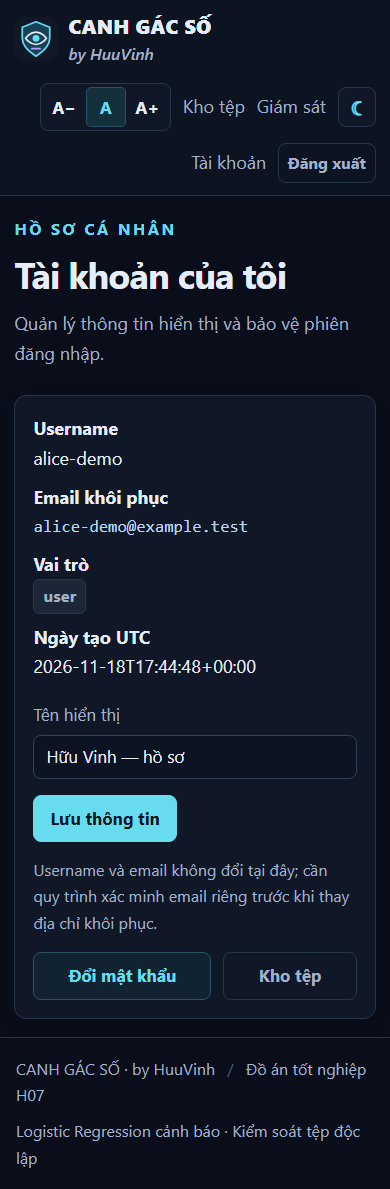 CANH GÁC SỐ
by HuuVinh
A− A A+ Kho tệp Giám sát
Tài khoản Đăng xuất
HỒ SƠ CÁ NHÂN
Tài khoản của tôi
Quản lý thông tin hiển thị và bảo vệ phiên
đăng nhập.
Username
alice-demo
Email khôi phục
alice-demo@example.test
Vai trò
user
Ngày tạo UTC
2026-11-18T17:44:48+00:00
Tên hiển thị
Hữu Vinh — hồ sơ
Lưu thông tin
Username và email không đổi tại đây; cần
quy trình xác minh email riêng trước khi thay
địa chỉ khôi phục.
Đổi mật khẩu Kho tệp
CANH GÁC SỐ · by HuuVinh / Đồ án tốt nghiệp
H07
Logistic Regression cảnh báo · Kiểm soát tệp độc
lập